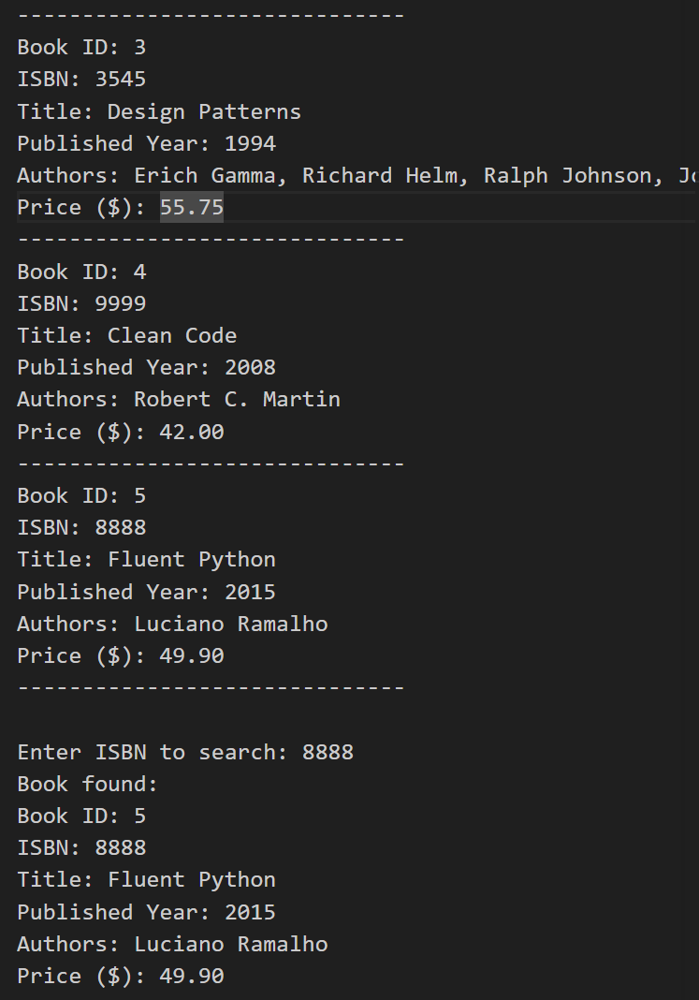 ------------------------------
Book ID: 3
ISBN: 3545
Title: Design Patterns
Published Year: 1994
Authors: Erich Gamma, Richard Helm, Ralph Johnson,
Price ($): 55.75
------------------------------
Book ID: 4
ISBN: 9999
Title: Clean Code
Published Year: 2008
Authors: Robert C. Martin
Price ($): 42.00
------------------------------
Book ID: 5
ISBN: 8888
Title: Fluent Python
Published Year: 2015
Authors: Luciano Ramalho
Price ($): 49.90
------------------------------
Enter ISBN to search: 8888
Book found:
Book ID: 5
ISBN: 8888
Title: Fluent Python
Published Year: 2015
Authors: Luciano Ramalho
Price ($): 49.90